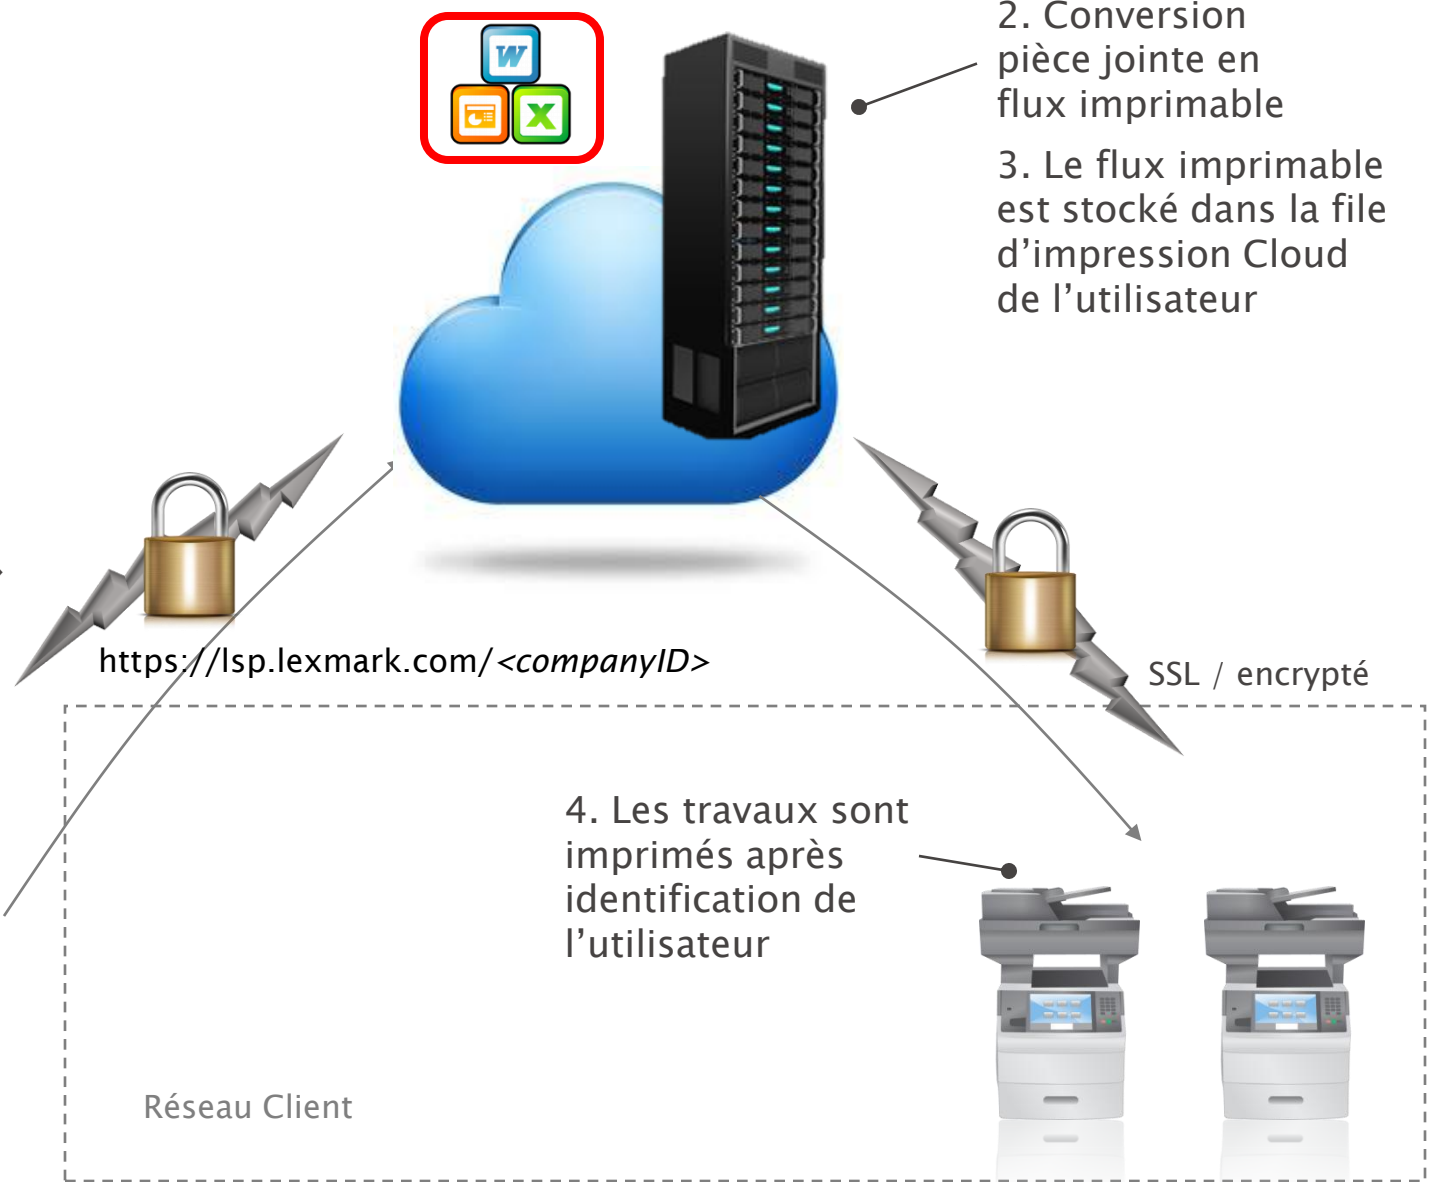 2. Conversion
pièce jointe en
flux imprimable
3. Le flux imprimable
est stocké dans la file
d’impression Cloud
de l’utilisateur
W
X
https://lsp.lexmark.com/<companyID>
SSL / encrypté
4. Les travaux sont
imprimés après
identification de
l’utilisateur
Réseau Client